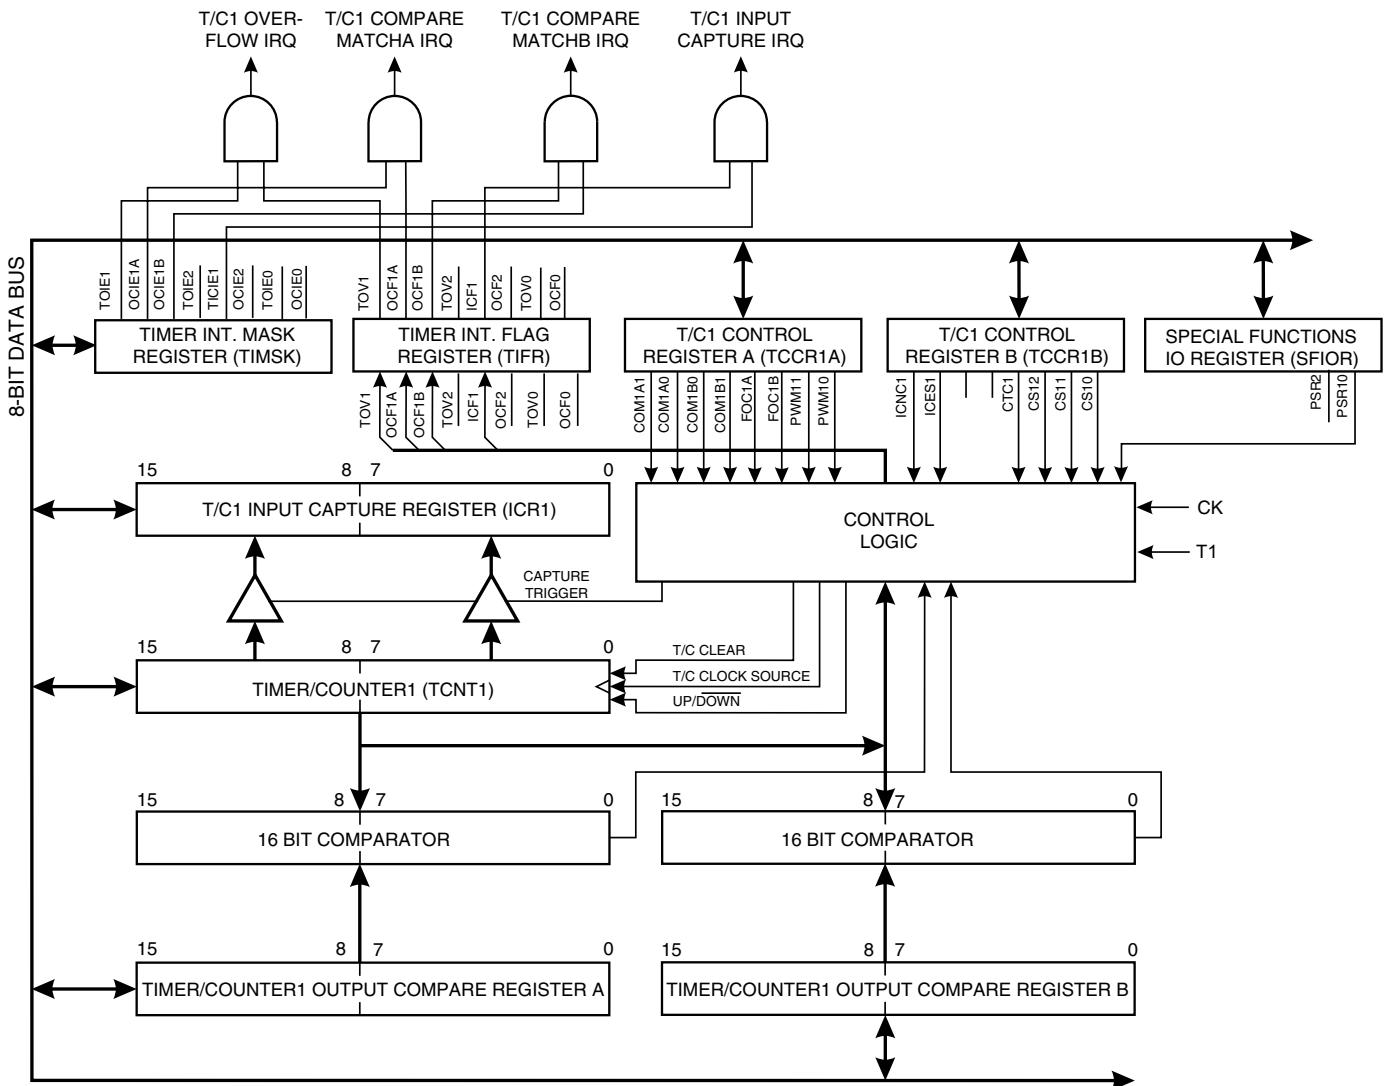 T/C1 OVER-
FLOW IRQ
T/C1 COMPARE
MATCHA IRQ
T/C1 COMPARE
MATCHB IRQ
T/C1 INPUT
CAPTURE IRQ
8-BIT DATA BUS
TOIE1
OCIE1A
OCIE1B
TOIE2
TICIE1
OCIE2
TOIE0
OCIE0
TOV1
OCF1A
OCF1B
TOV2
ICF1
OCF2
TOV0
OCF0
TIMER INT. MASK
REGISTER (TIMSK)
TIMER INT. FLAG
REGISTER (TIFR)
T/C1 CONTROL
REGISTER A (TCCR1A)
T/C1 CONTROL
REGISTER B (TCCR1B)
SPECIAL FUNCTIONS
IO REGISTER (SFIOR)
TOV1
OCF1A
OCF1B
TOV2
ICF1
OCF2
TOV0
OCF0
COM1A1
COM1A0
COM1B0
COM1B1
FOC1A
FOC1B
PWM11
PWM10
ICNC1
ICES1
CTC1
CS12
CS11
CS10
PSR2
PSR10
15 8 7 0
T/C1 INPUT CAPTURE REGISTER (ICR1)
CONTROL
LOGIC
CK
T1
CAPTURE
TRIGGER
15 8 7 0
TIMER/COUNTER1 (TCNT1)
T/C CLEAR
T/C CLOCK SOURCE
UP/DOWN
15 8 7 0
16 BIT COMPARATOR
15 8 7 0
16 BIT COMPARATOR
15 8 7 0
TIMER/COUNTER1 OUTPUT COMPARE REGISTER A
15 8 7 0
TIMER/COUNTER1 OUTPUT COMPARE REGISTER B